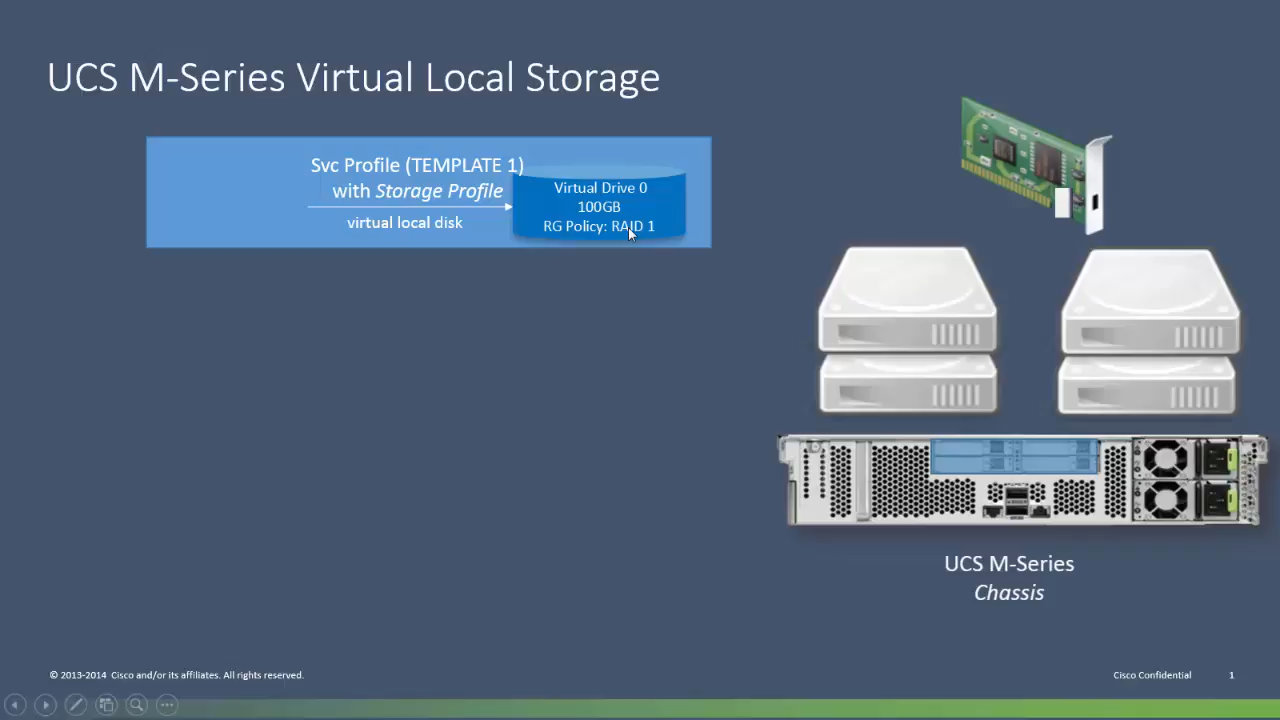 UCS M-Series Virtual Local Storage
Svc Profile (TEMPLATE 1)
with Storage Profile
virtual local disk
Virtual Drive 0
100GB
RG Policy: RAID 1
UCS M-Series
Chassis
© 2013-2014 Cisco and/or its affiliates. All rights reserved.
Cisco Confidential
1